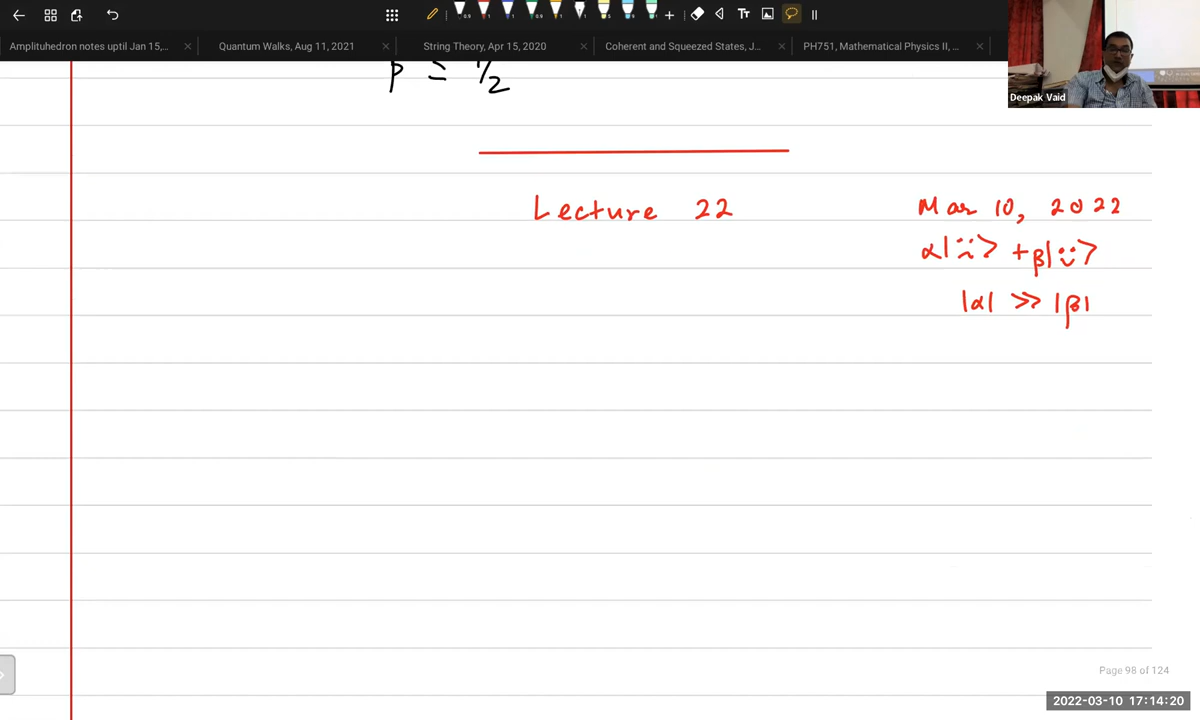 Amplituhedron notes uptil Jan 15,...
Quantum Walks, Aug 11, 2021
String Theory, Apr 15, 2020
Coherent and Squeezed States, J...
PH751, Mathematical Physics II, ...
Deepak Vaid
p = 1/2
Lecture 22
Mar 10, 2022
α|☹> + β|☺>
|α| >> |β|
Page 98 of 124
2022-03-10 17:14:20